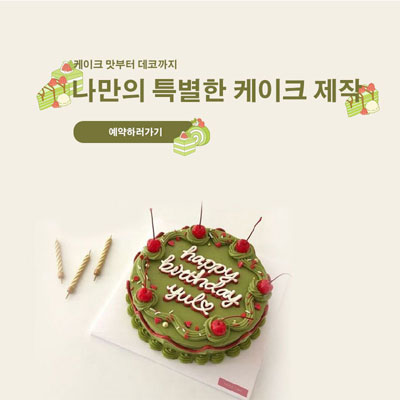 케이크 맛부터 데코까지
나만의 특별한 케이크 제작
예약하러가기
happy
birthday
yul♡